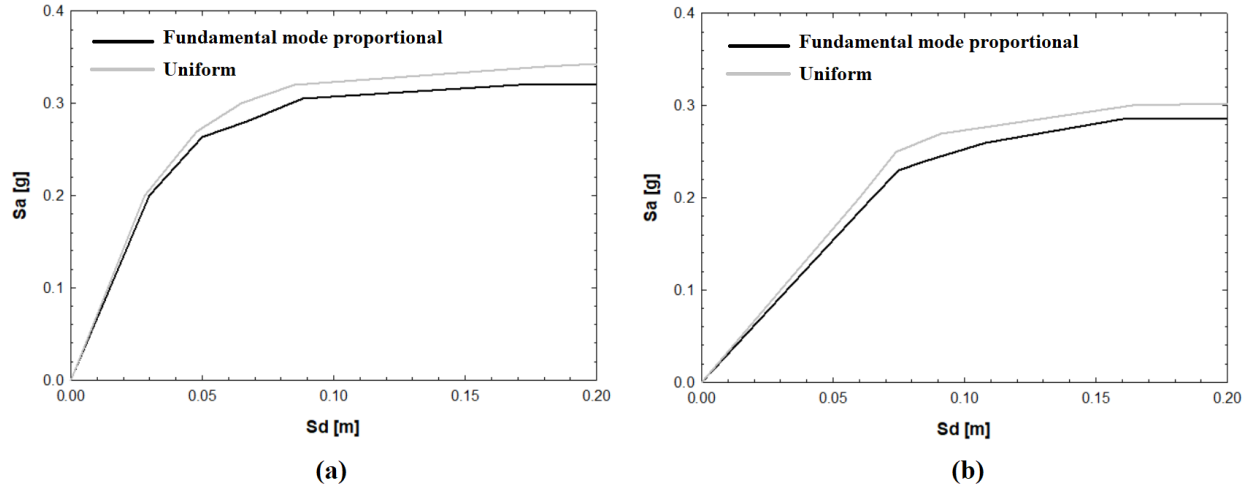 0.4
0.3
0.2
0.1
0.0
Sa [g]
Fundamental mode proportional
Uniform
0.00 0.05 0.10 0.15 0.20
Sd [m]
(a)
0.4
0.3
0.2
0.1
0.0
Sa [g]
Fundamental mode proportional
Uniform
0.00 0.05 0.10 0.15 0.20
Sd [m]
(b)